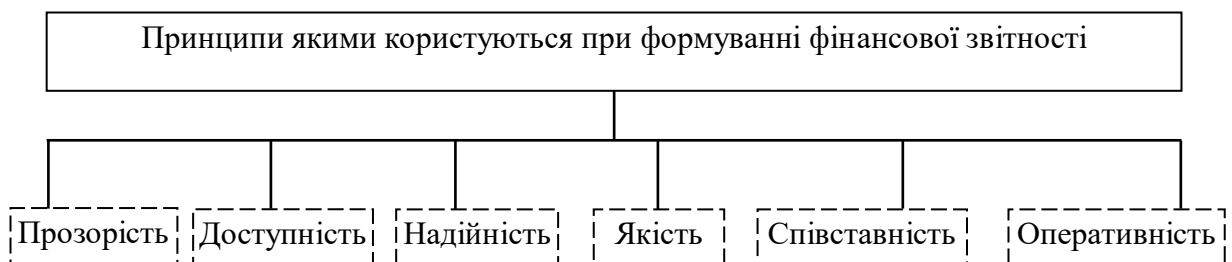 Принципи якими користуються при формуванні фінансової звітності
Прозорість Доступність Надійність Якість Співставність Оперативність